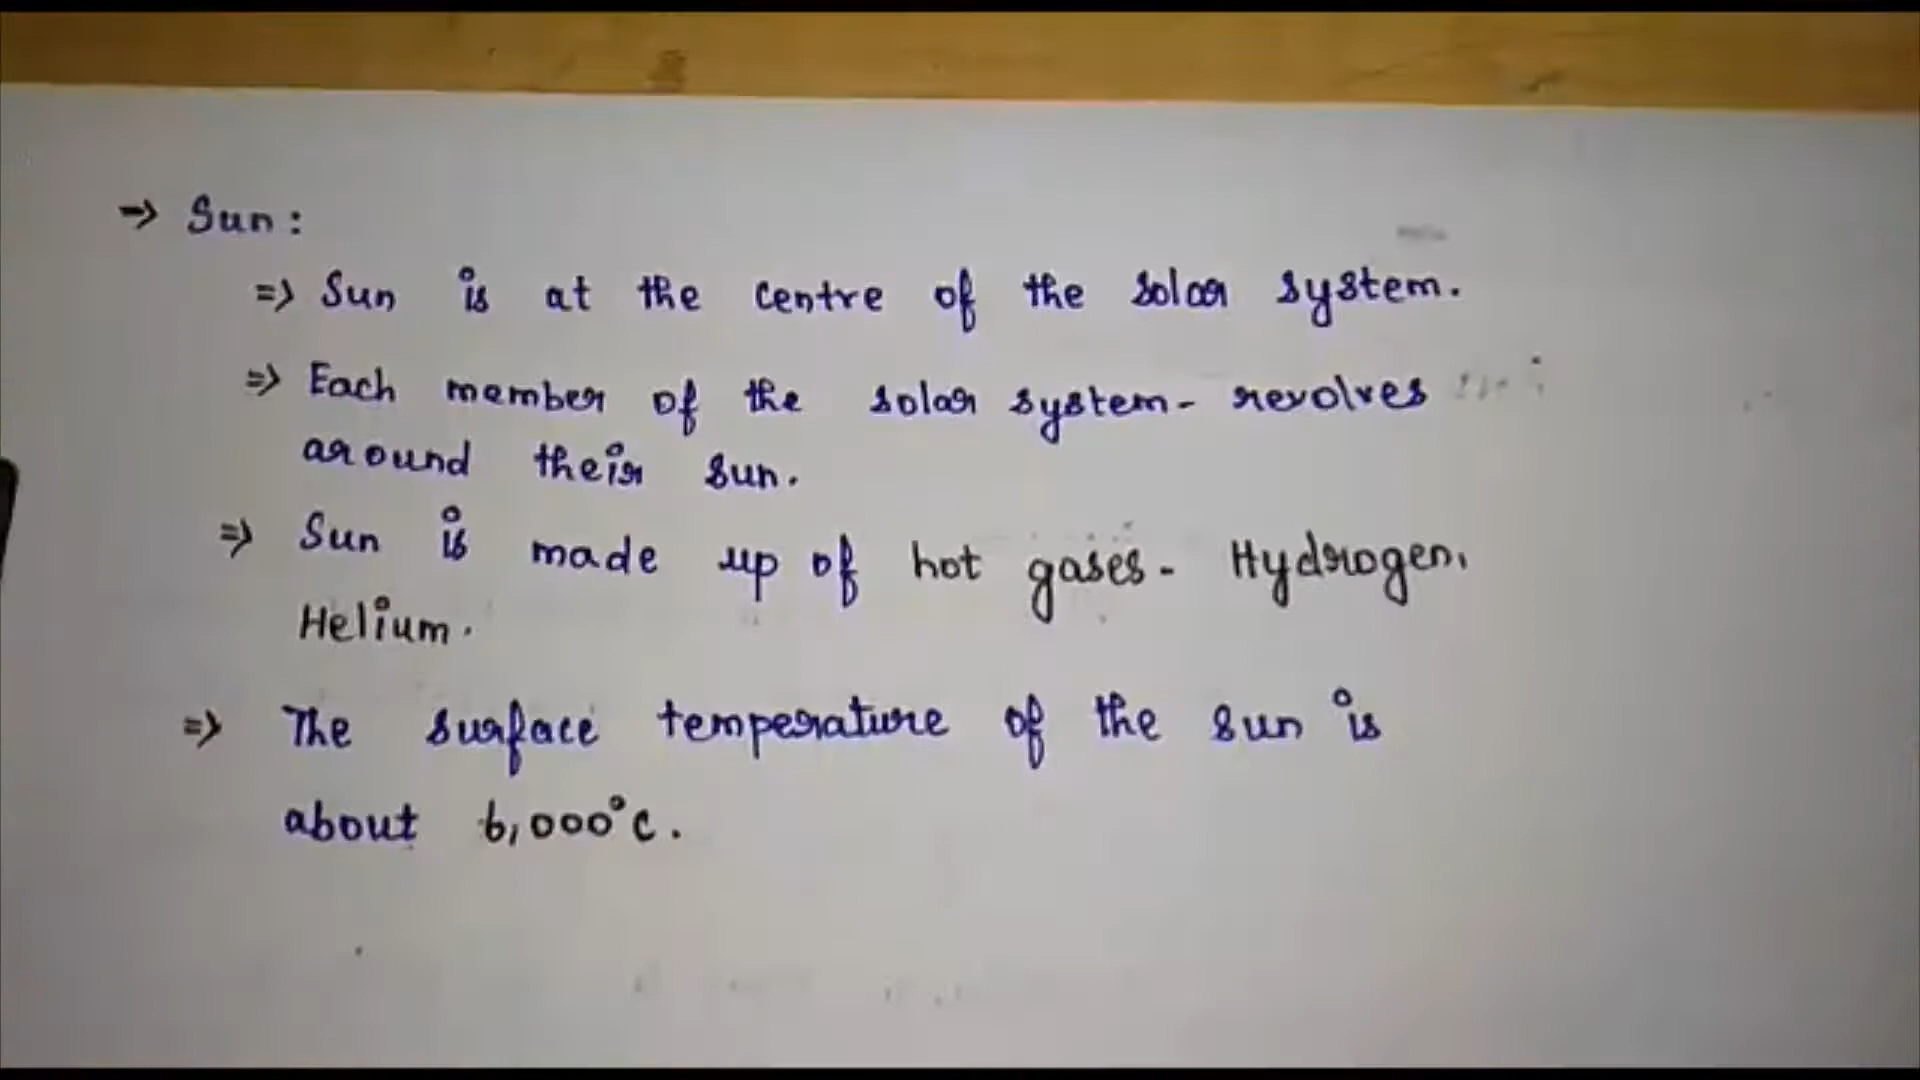 ⇒ Sun:
⇒ Sun is at the centre of the solar system.
⇒ Each member of the solar system - revolves
around their sun.
⇒ Sun is made up of hot gases - Hydrogen,
Helium.
⇒ The surface temperature of the sun is
about 6,000°c.